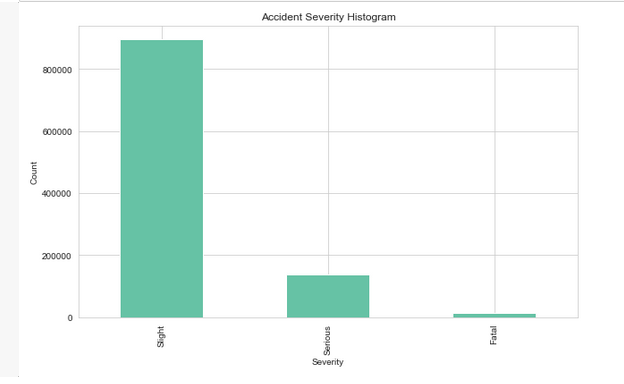 Accident Severity Histogram
800000
600000
400000
200000
0
Count
Slight
Serious
Fatal
Severity